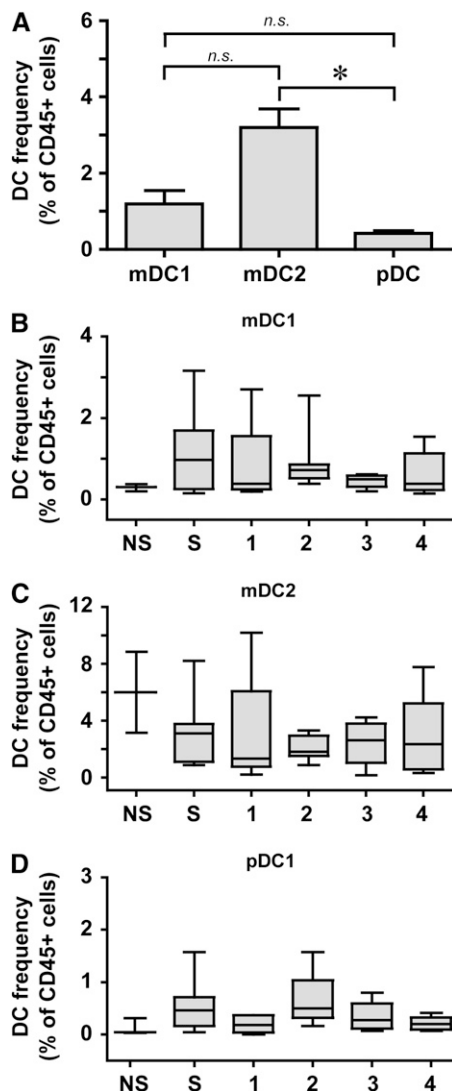 A
DC frequency
(% of CD45+ cells)
6
4
2
0
n.s.
n.s.
*
mDC1 mDC2 pDC
B
mDC1
DC frequency
(% of CD45+ cells)
4
2
0
NS S 1 2 3 4
C
mDC2
DC frequency
(% of CD45+ cells)
12
8
4
0
NS S 1 2 3 4
D
pDC1
DC frequency
(% of CD45+ cells)
3
2
1
0
NS S 1 2 3 4